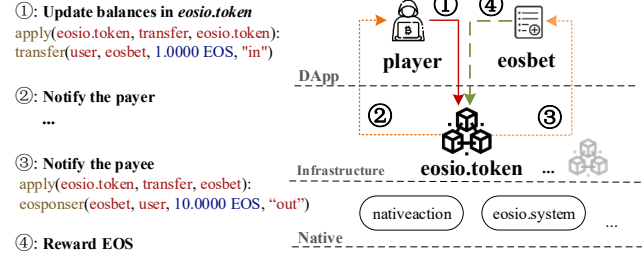 ①: Update balances in eosio.token
apply(eosio.token, transfer, eosio.token):
transfer(user, eosbet, 1.0000 EOS, "in")
②: Notify the payer
...
③: Notify the payee
apply(eosio.token, transfer, eosbet):
eosponser(eosbet, user, 10.0000 EOS, “out”)
④: Reward EOS
① ④
player eosbet
DApp
② ③
eosio.token ...
Infrastructure
nativeaction eosio.system ...
Native